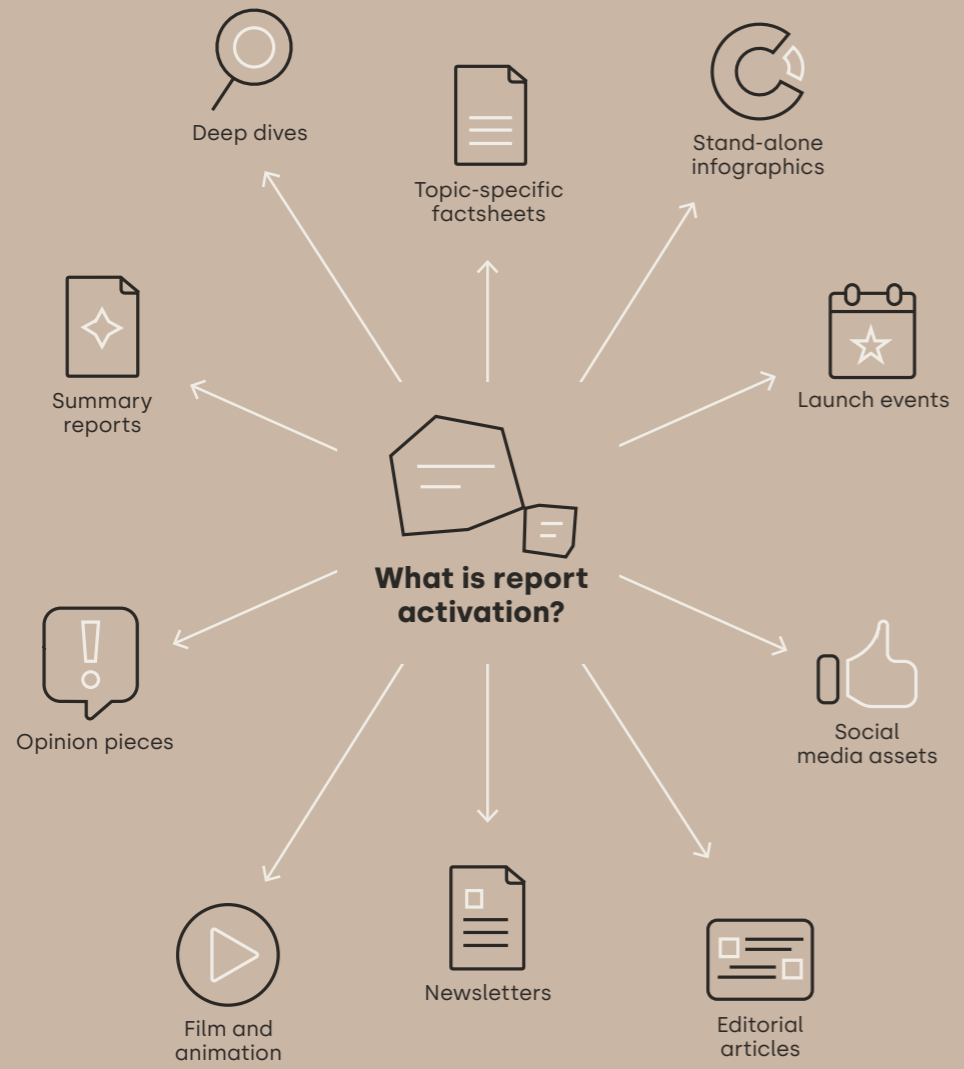 Deep dives
Topic-specific
factsheets
Stand-alone
infographics
Summary
reports
Launch events
What is report
activation?
Opinion pieces
Social
media assets
Film and
animation
Newsletters
Editorial
articles